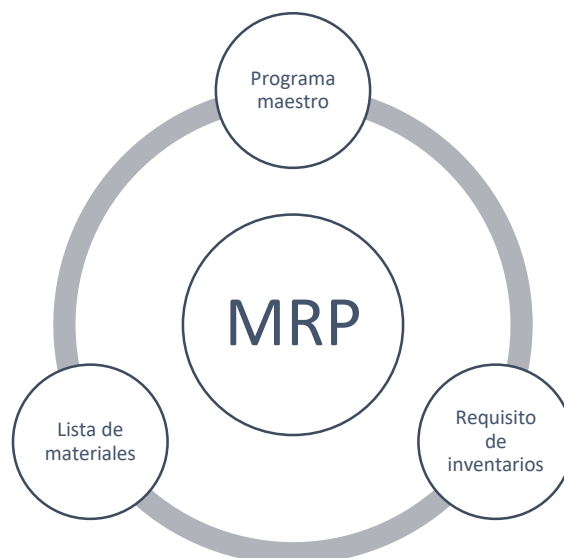 Programa
maestro
MRP
Lista de
materiales
Requisito
de
inventarios